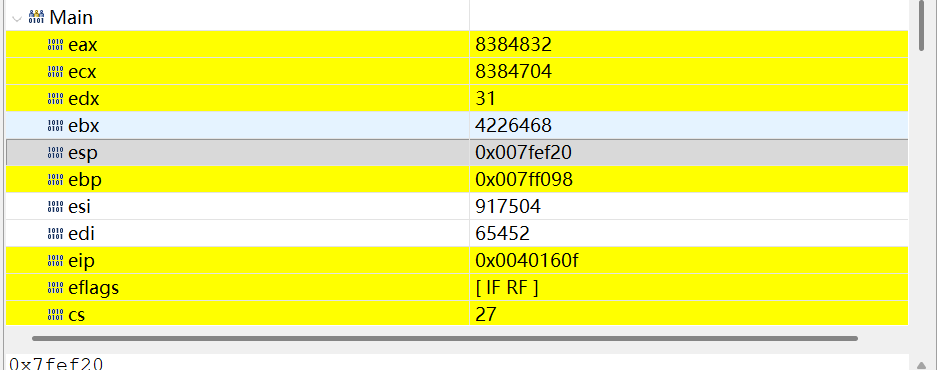 Main
eax 8384832
ecx 8384704
edx 31
ebx 4226468
esp 0x007fef20
ebp 0x007ff098
esi 917504
edi 65452
eip 0x0040160f
eflags [ IF RF ]
cs 27
0x7fef20